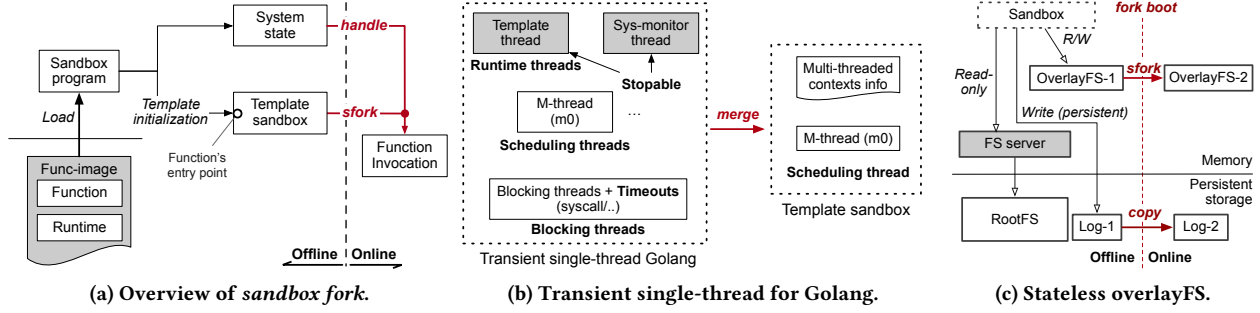 System
state
handle
Sandbox
program
Template
initialization
Load
Template
sandbox
sfork
Function's
entry point
Function
Invocation
Func-image
Function
Runtime
Offline
Online
(a) Overview of sandbox fork.
Template
thread
Sys-monitor
thread
Runtime threads
Stopable
M-thread
(m0)
...
Scheduling threads
Blocking threads + Timeouts
(syscall/..)
Blocking threads
Transient single-thread Golang
merge
Multi-threaded
contexts info
M-thread (m0)
Scheduling thread
Template sandbox
(b) Transient single-thread for Golang.
Sandbox
fork boot
R/W
Read-
only
OverlayFS-1
sfork
OverlayFS-2
Write (persistent)
FS server
Memory
Persistent
storage
RootFS
Log-1
copy
Log-2
Offline
Online
(c) Stateless overlayFS.